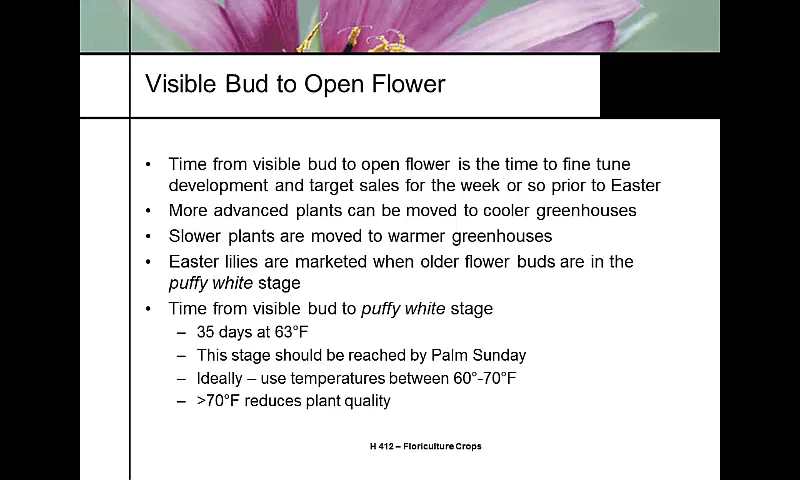 Visible Bud to Open Flower
• Time from visible bud to open flower is the time to fine tune
development and target sales for the week or so prior to Easter
• More advanced plants can be moved to cooler greenhouses
• Slower plants are moved to warmer greenhouses
• Easter lilies are marketed when older flower buds are in the
puffy white stage
• Time from visible bud to puffy white stage
– 35 days at 63°F
– This stage should be reached by Palm Sunday
– Ideally – use temperatures between 60°-70°F
– >70°F reduces plant quality
H 412 – Floriculture Crops